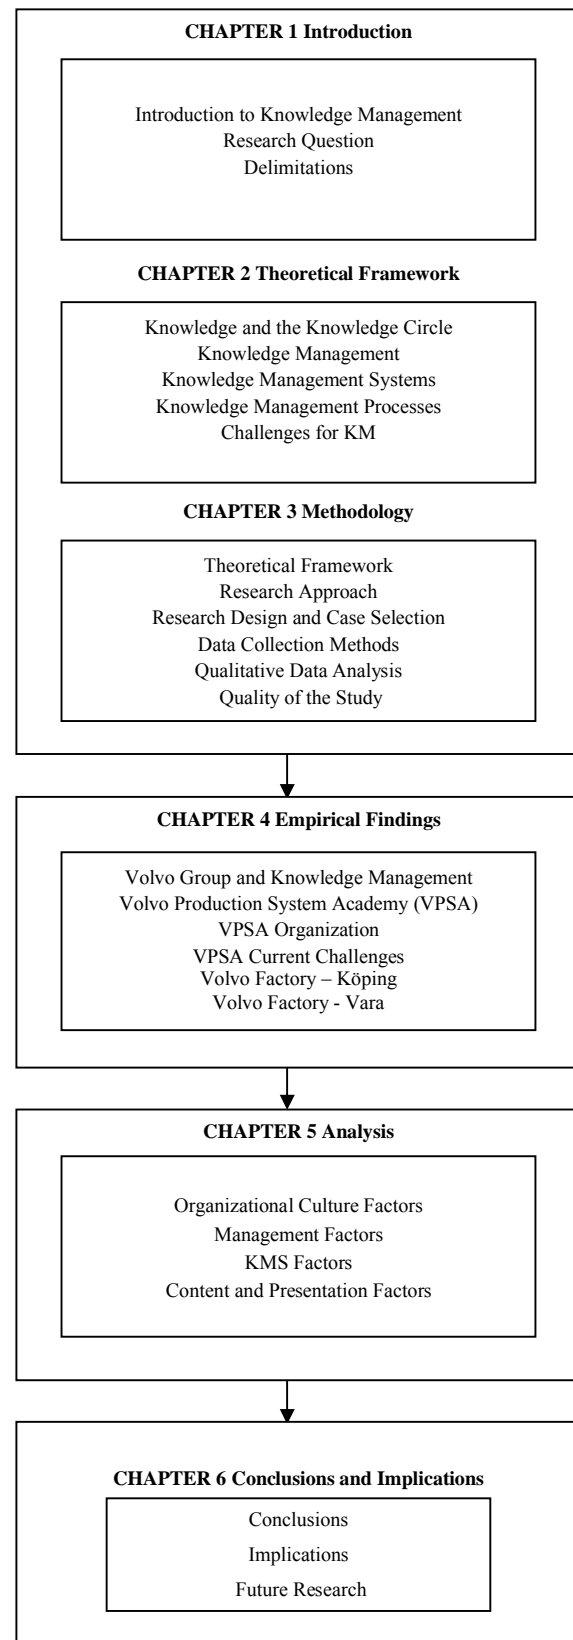 CHAPTER 1 Introduction
Introduction to Knowledge Management
Research Question
Delimitations
CHAPTER 2 Theoretical Framework
Knowledge and the Knowledge Circle
Knowledge Management
Knowledge Management Systems
Knowledge Management Processes
Challenges for KM
CHAPTER 3 Methodology
Theoretical Framework
Research Approach
Research Design and Case Selection
Data Collection Methods
Qualitative Data Analysis
Quality of the Study
CHAPTER 4 Empirical Findings
Volvo Group and Knowledge Management
Volvo Production System Academy (VPSA)
VPSA Organization
VPSA Current Challenges
Volvo Factory – Köping
Volvo Factory - Vara
CHAPTER 5 Analysis
Organizational Culture Factors
Management Factors
KMS Factors
Content and Presentation Factors
CHAPTER 6 Conclusions and Implications
Conclusions
Implications
Future Research